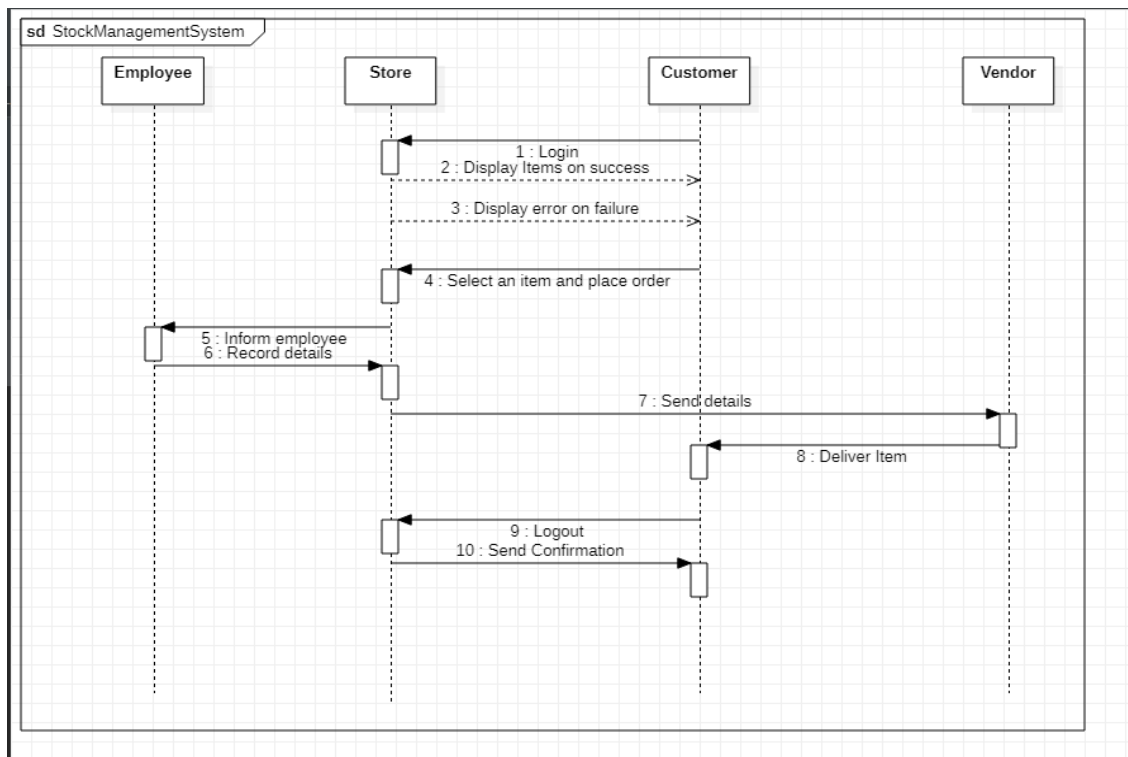 sd StockManagementSystem
Employee
Store
Customer
Vendor
1 : Login
2 : Display Items on success
3 : Display error on failure
4 : Select an item and place order
5 : Inform employee
6 : Record details
7 : Send details
8 : Deliver Item
9 : Logout
10 : Send Confirmation